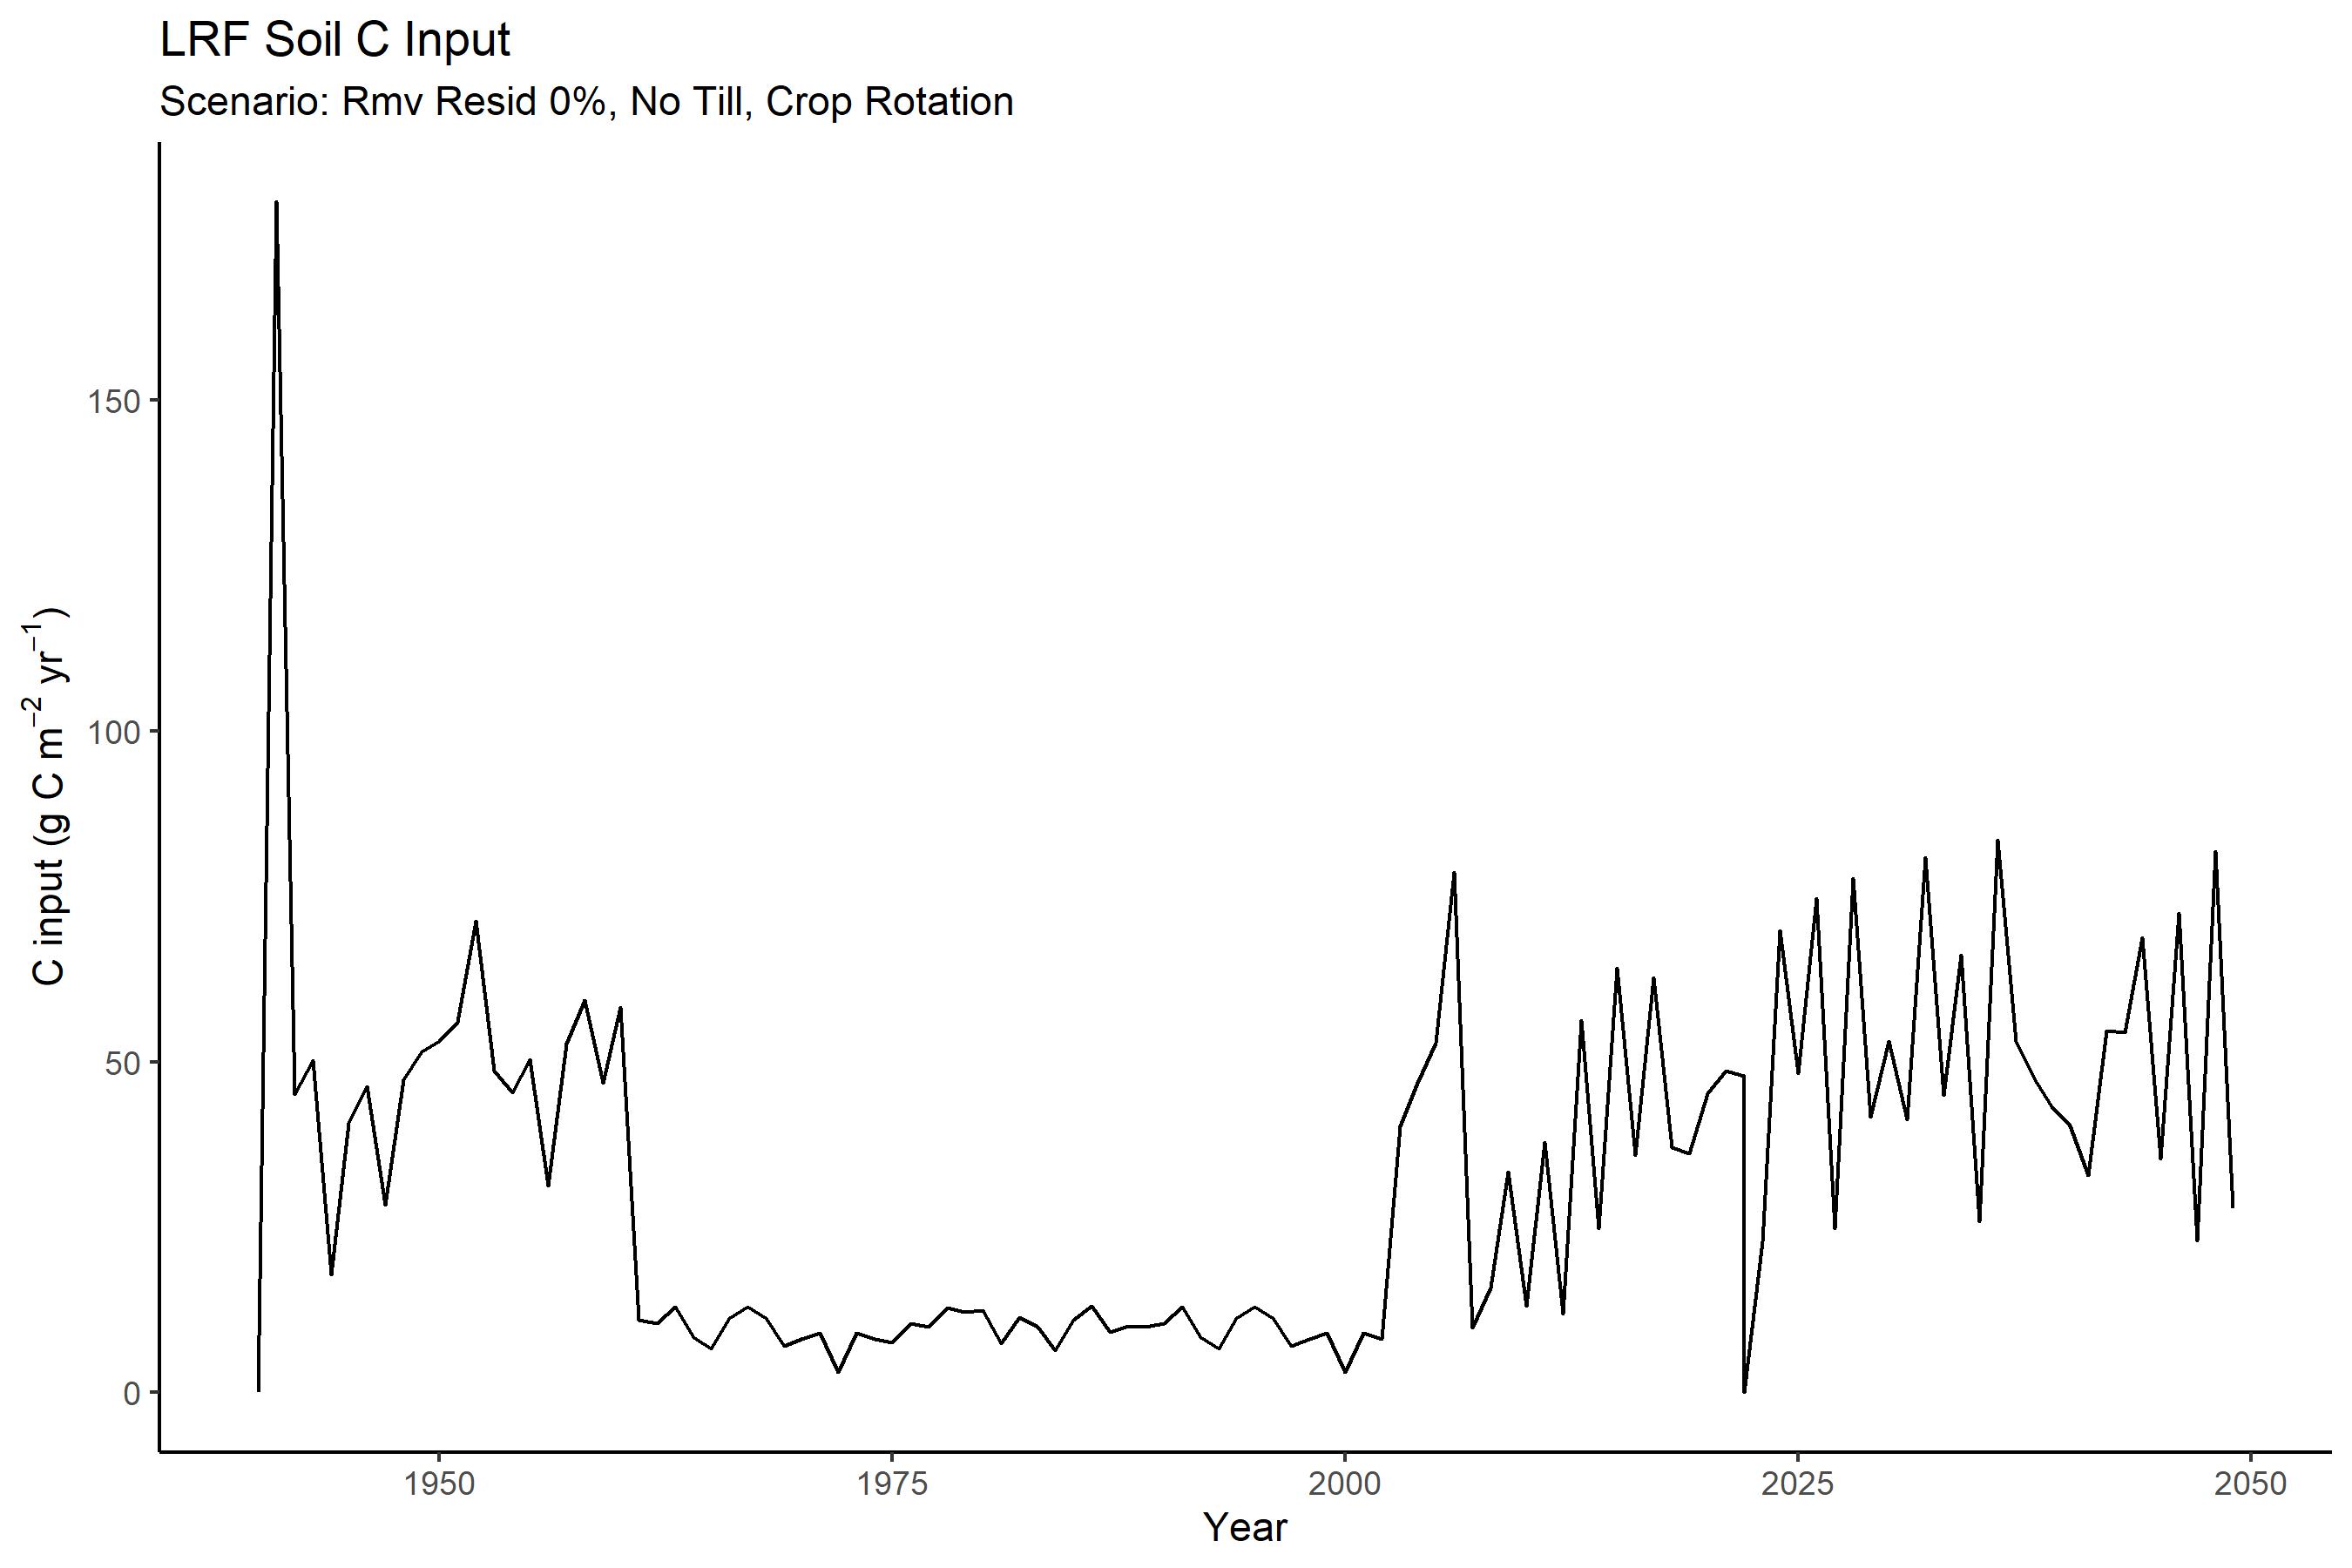 LRF Soil C Input
Scenario: Rmv Resid 0%, No Till, Crop Rotation
C input (g C m⁻² yr⁻¹)
150
100
50
0
1950 1975 2000 2025 2050
Year